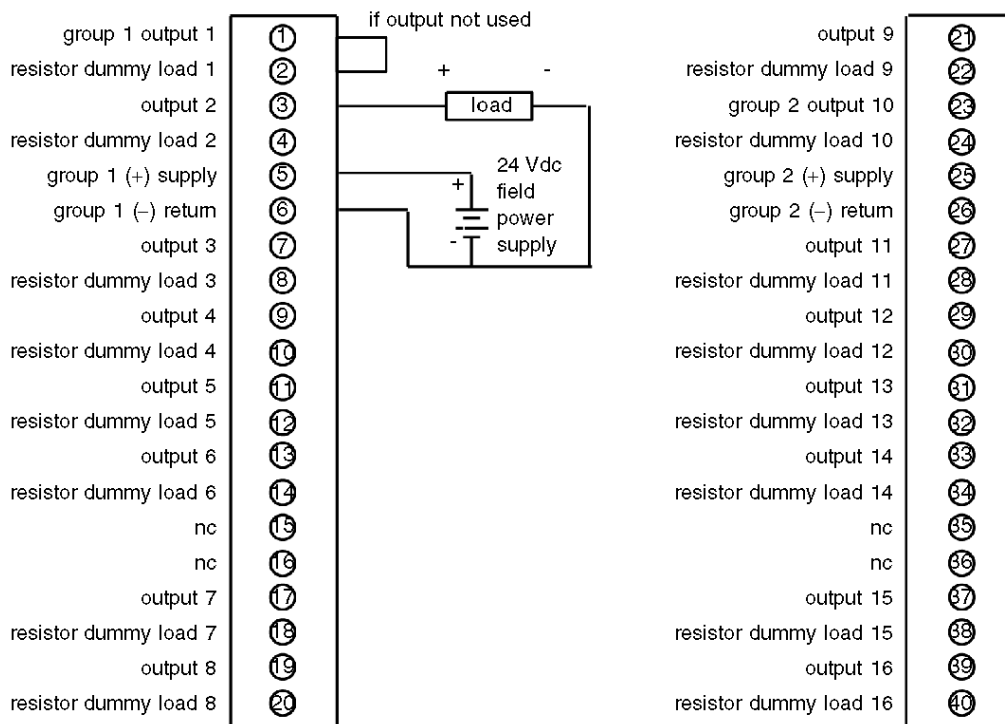 if output not used
group 1 output 1 1
resistor dummy load 1 2
output 2 3
resistor dummy load 2 4
group 1 (+) supply 5
group 1 (−) return 6
output 3 7
resistor dummy load 3 8
output 4 9
resistor dummy load 4 10
output 5 11
resistor dummy load 5 12
output 6 13
resistor dummy load 6 14
nc 15
nc 16
output 7 17
resistor dummy load 7 18
output 8 19
resistor dummy load 8 20
+ -
load
24 Vdc
+ field
power
- supply
output 9 21
resistor dummy load 9 22
group 2 output 10 23
resistor dummy load 10 24
group 2 (+) supply 25
group 2 (−) return 26
output 11 27
resistor dummy load 11 28
output 12 29
resistor dummy load 12 30
output 13 31
resistor dummy load 13 32
output 14 33
resistor dummy load 14 34
nc 35
nc 36
output 15 37
resistor dummy load 15 38
output 16 39
resistor dummy load 16 40